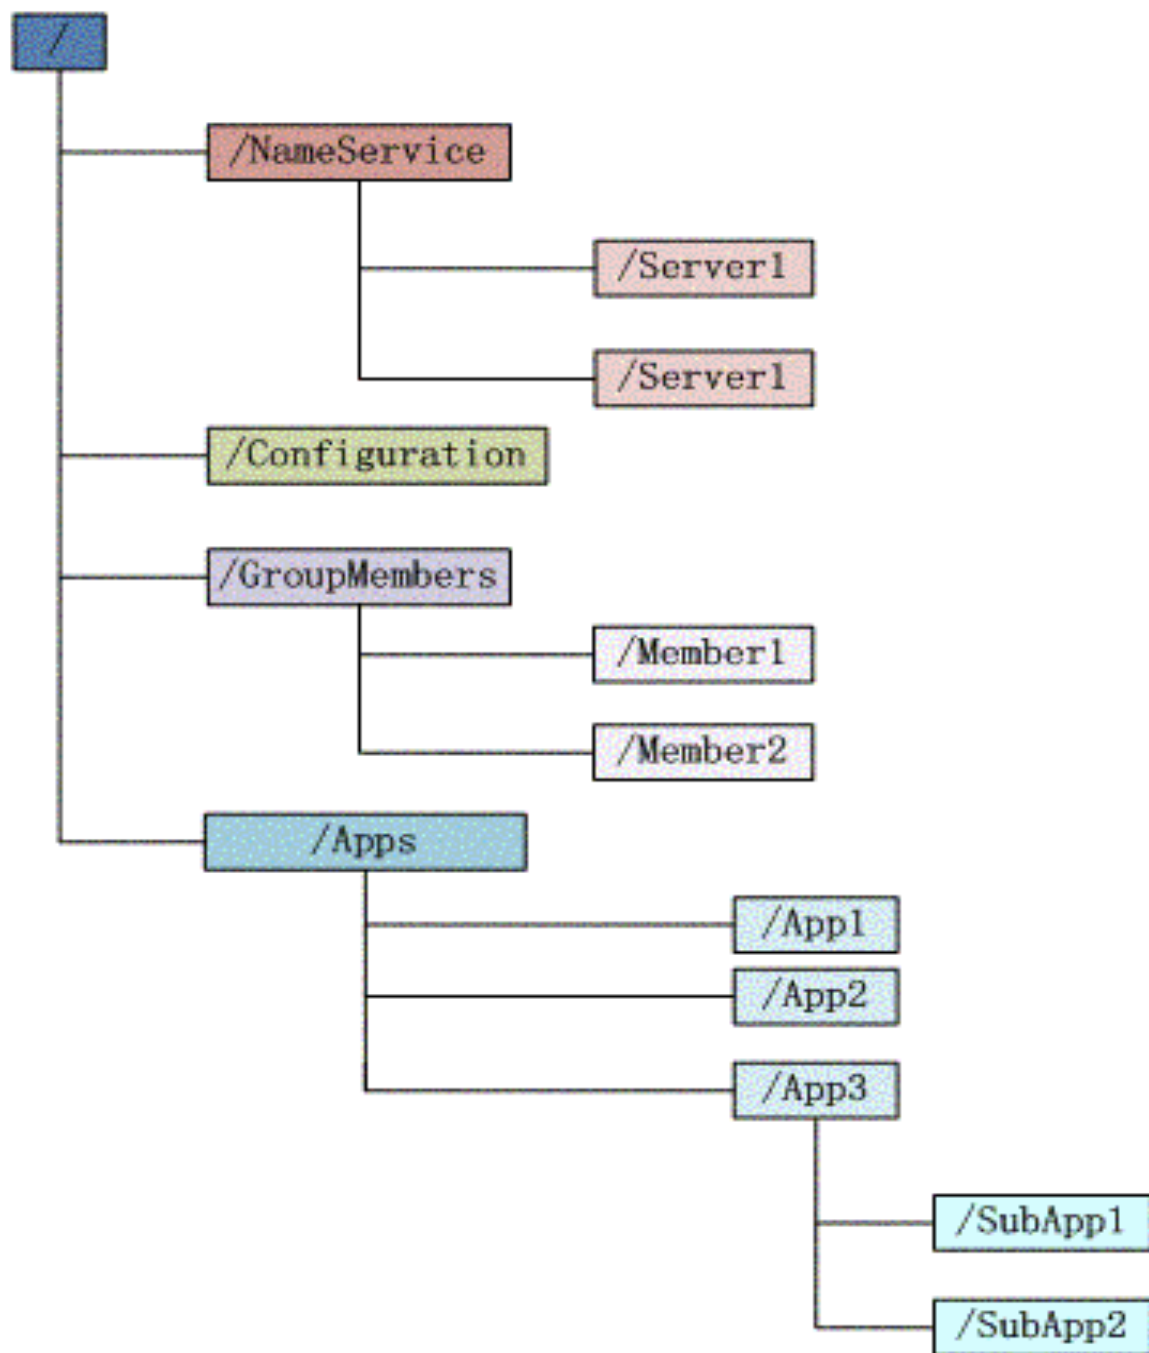 /
/NameService
/Server1
/Server1
/Configuration
/GroupMembers
/Member1
/Member2
/Apps
/App1
/App2
/App3
/SubApp1
/SubApp2